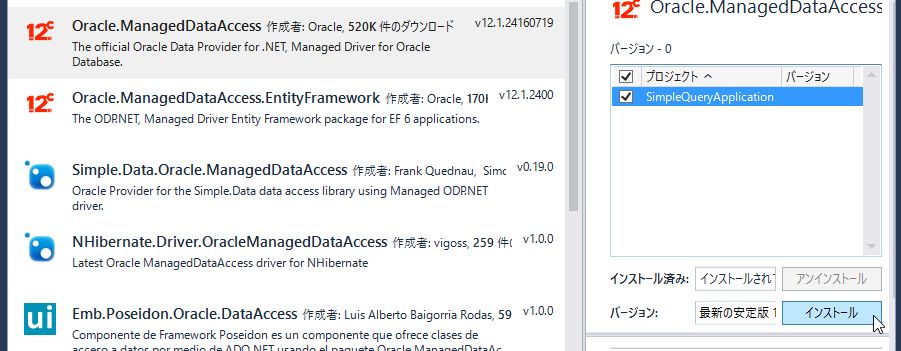 12c
Oracle.ManagedDataAccess 作成者: Oracle, 520K 件のダウンロード v12.1.24160719
The official Oracle Data Provider for .NET, Managed Driver for Oracle
Database.
12c
Oracle.ManagedDataAccess.EntityFramework 作成者: Oracle, 170 v12.1.2400
The ODP.NET, Managed Driver Entity Framework package for EF 6 applications.
Simple.Data.Oracle.ManagedDataAccess 作成者: Frank Quednau, Simo v0.19.0
Oracle Provider for the Simple.Data data access library using Managed ODP.NET
driver.
NHibernate.Driver.OracleManagedDataAccess 作成者: vigoss, 259 件の v1.0.0
Latest Oracle ManagedDataAccess driver for NHibernate
ui
Emb.Poseidon.Oracle.DataAccess 作成者: Luis Alberto Baigorria Rodas, 59 v1.0.0
Componente de Framework Poseidon es un componente que ofrece clases de
acceso a datos por medio de ADO.NET usando el paquete Oracle.ManagedDataAc
12c
Oracle.ManagedDataAccess
バージョン - 0
プロジェクト バージョン
SimpleQueryApplication
インストール済み: インストールされて アンインストール
バージョン: 最新の安定版 1 インストール